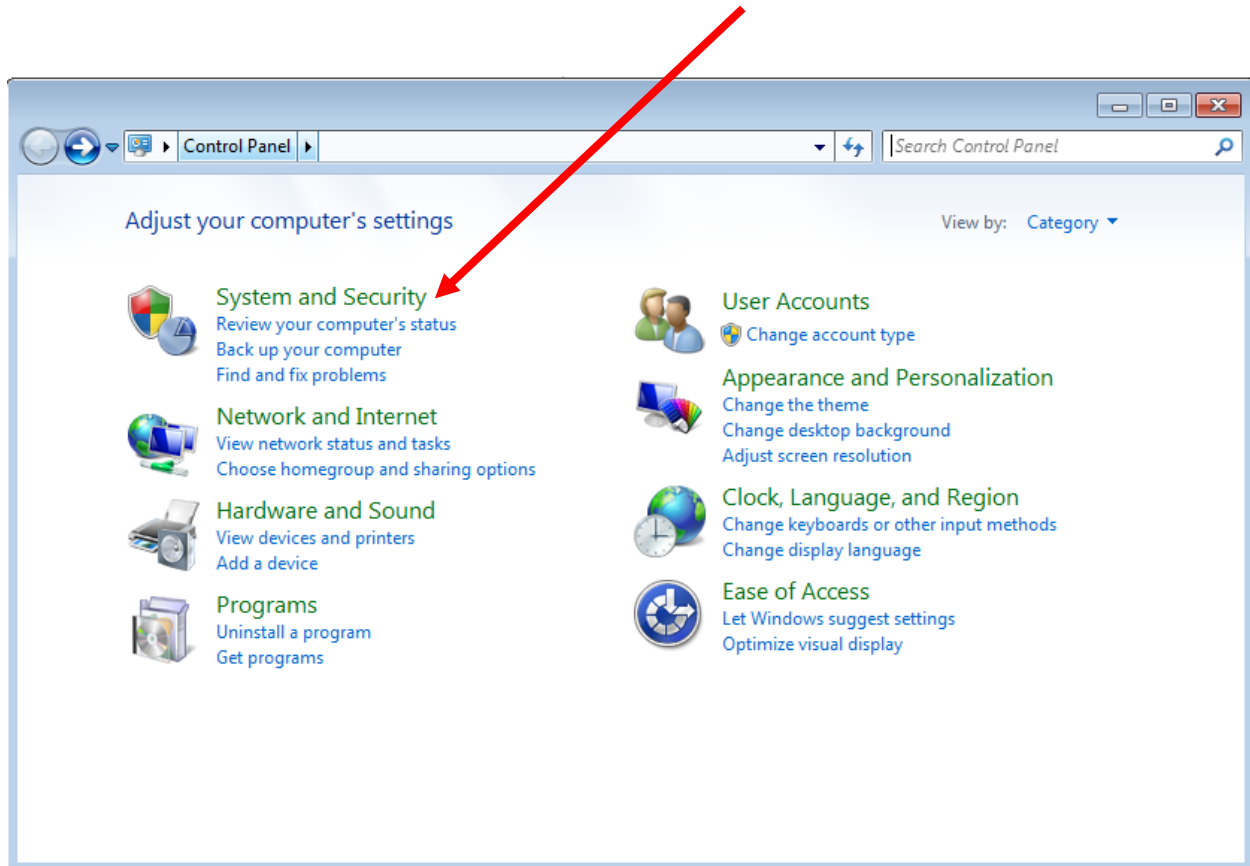 Control Panel
Search Control Panel
Adjust your computer's settings
View by: Category
System and Security
Review your computer's status
Back up your computer
Find and fix problems
Network and Internet
View network status and tasks
Choose homegroup and sharing options
Hardware and Sound
View devices and printers
Add a device
Programs
Uninstall a program
Get programs
User Accounts
Change account type
Appearance and Personalization
Change the theme
Change desktop background
Adjust screen resolution
Clock, Language, and Region
Change keyboards or other input methods
Change display language
Ease of Access
Let Windows suggest settings
Optimize visual display